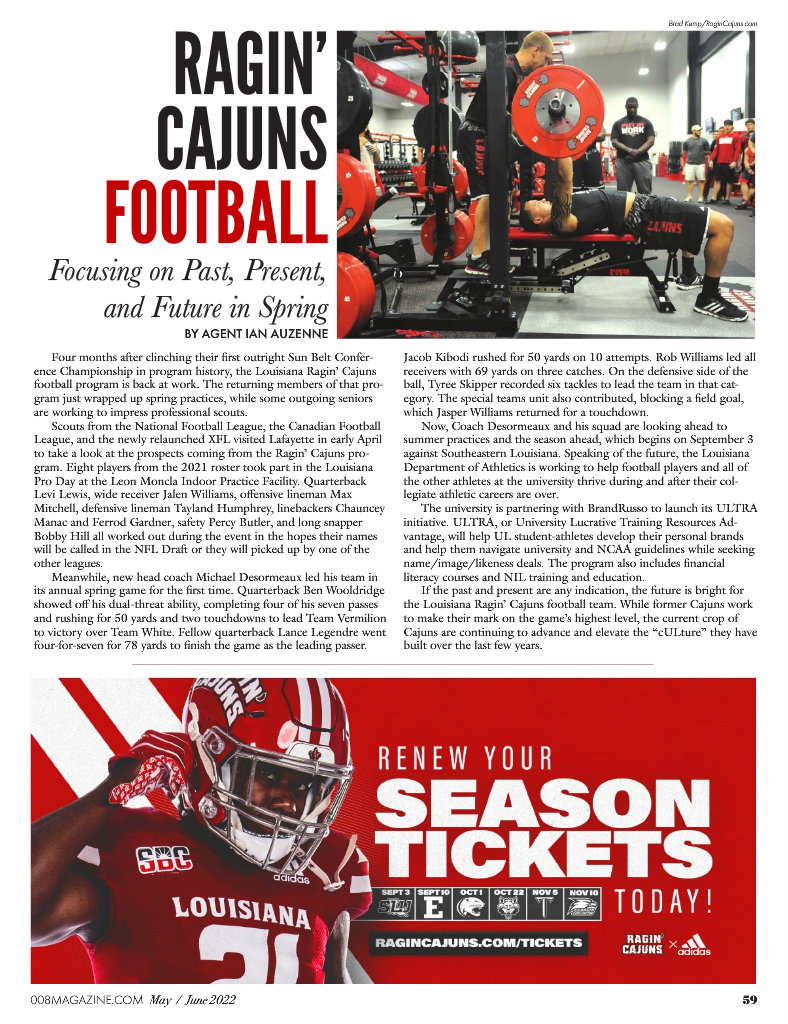 Brad Kemp/RaginCajuns.com
RAGIN'
CAJUNS
FOOTBALL
Focusing on Past, Present,
and Future in Spring
BY AGENT IAN AUZENNE
Four months after clinching their first outright Sun Belt Confer-
ence Championship in program history, the Louisiana Ragin' Cajuns
football program is back at work. The returning members of that pro-
gram just wrapped up spring practices, while some outgoing seniors
are working to impress professional scouts.
Scouts from the National Football League, the Canadian Football
League, and the newly relaunched XFL visited Lafayette in early April
to take a look at the prospects coming from the Ragin' Cajuns pro-
gram. Eight players from the 2021 roster took part in the Louisiana
Pro Day at the Leon Moncla Indoor Practice Facility. Quarterback
Levi Lewis, wide receiver Jalen Williams, offensive lineman Max
Mitchell, defensive lineman Tayland Humphrey, linebackers Chauncey
Manac and Ferrod Gardner, safety Percy Butler, and long snapper
Bobby Hill all worked out during the event in the hopes their names
will be called in the NFL Draft or they will picked up by one of the
other leagues.
Meanwhile, new head coach Michael Desormeaux led his team in
its annual spring game for the first time. Quarterback Ben Wooldridge
showed off his dual-threat ability, completing four of his seven passes
and rushing for 50 yards and two touchdowns to lead Team Vermilion
to victory over Team White. Fellow quarterback Lance Legendre went
four-for-seven for 78 yards to finish the game as the leading passer.
Jacob Kibodi rushed for 50 yards on 10 attempts. Rob Williams led all
receivers with 69 yards on three catches. On the defensive side of the
ball, Tyree Skipper recorded six tackles to lead the team in that cat-
egory. The special teams unit also contributed, blocking a field goal,
which Jasper Williams returned for a touchdown.
Now, Coach Desormeaux and his squad are looking ahead to
summer practices and the season ahead, which begins on September 3
against Southeastern Louisiana. Speaking of the future, the Louisiana
Department of Athletics is working to help football players and all of
the other athletes at the university thrive during and after their col-
legiate athletic careers are over.
The university is partnering with BrandRusso to launch its ULTRA
initiative. ULTRA, or University Lucrative Training Resources Ad-
vantage, will help UL student-athletes develop their personal brands
and help them navigate university and NCAA guidelines while seeking
name/image/likeness deals. The program also includes financial
literacy courses and NIL training and education.
If the past and present are any indication, the future is bright for
the Louisiana Ragin' Cajuns football team. While former Cajuns work
to make their mark on the game's highest level, the current crop of
Cajuns are continuing to advance and elevate the “cULture” they have
built over the last few years.
RENEW YOUR
SEASON
TICKETS
TODAY!
SEPT 3 SEPT 10 OCT 1 OCT 22 NOV 5 NOV 10
SLU E T
RAGINCAJUNS.COM/TICKETS
RAGIN'
CAJUNS
X adidas
SBC
adidas
LOUISIANA
21
CAJUNS
WORK
45
008MAGAZINE.COM May / June 2022
59